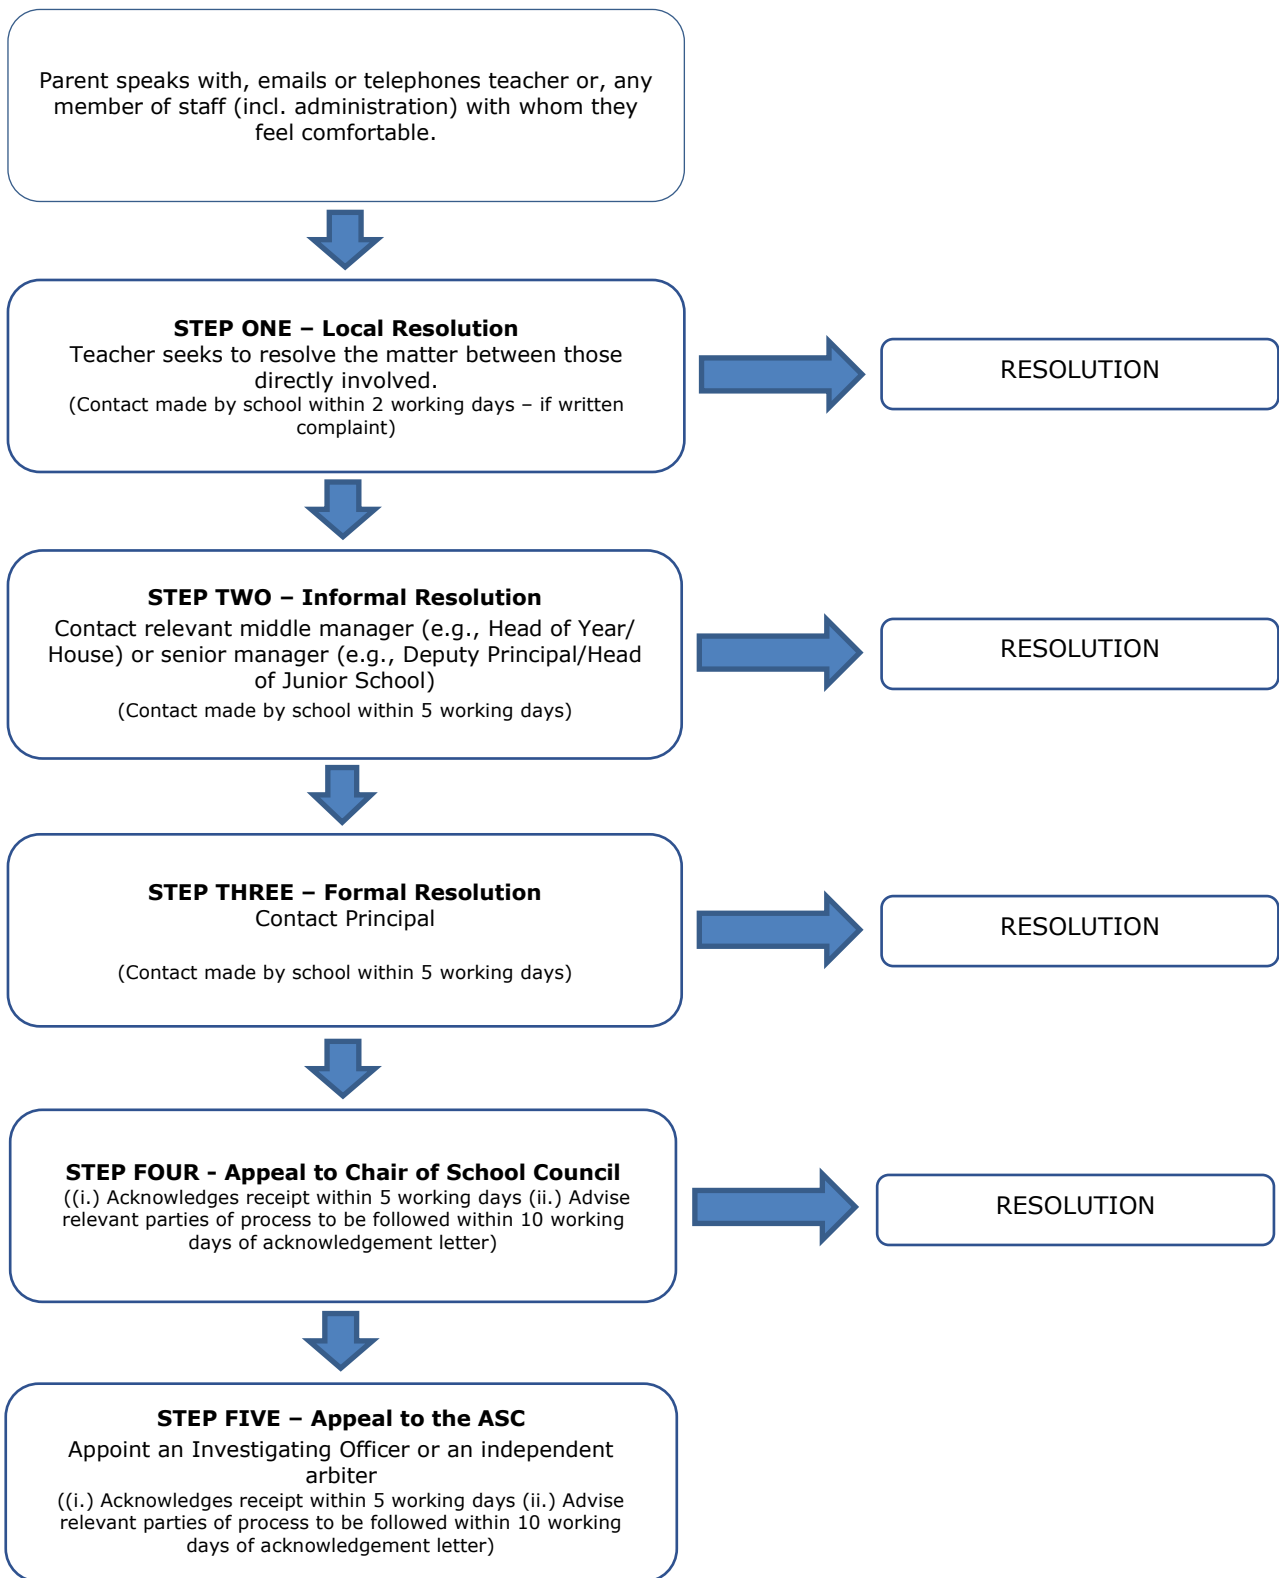 Parent speaks with, emails or telephones teacher or, any
member of staff (incl. administration) with whom they
feel comfortable.
STEP ONE – Local Resolution
Teacher seeks to resolve the matter between those
directly involved.
(Contact made by school within 2 working days – if written
complaint)
RESOLUTION
STEP TWO – Informal Resolution
Contact relevant middle manager (e.g., Head of Year/
House) or senior manager (e.g., Deputy Principal/Head
of Junior School)
(Contact made by school within 5 working days)
RESOLUTION
STEP THREE – Formal Resolution
Contact Principal
(Contact made by school within 5 working days)
RESOLUTION
STEP FOUR - Appeal to Chair of School Council
((i.) Acknowledges receipt within 5 working days (ii.) Advise
relevant parties of process to be followed within 10 working
days of acknowledgement letter)
RESOLUTION
STEP FIVE – Appeal to the ASC
Appoint an Investigating Officer or an independent
arbiter
((i.) Acknowledges receipt within 5 working days (ii.) Advise
relevant parties of process to be followed within 10 working
days of acknowledgement letter)